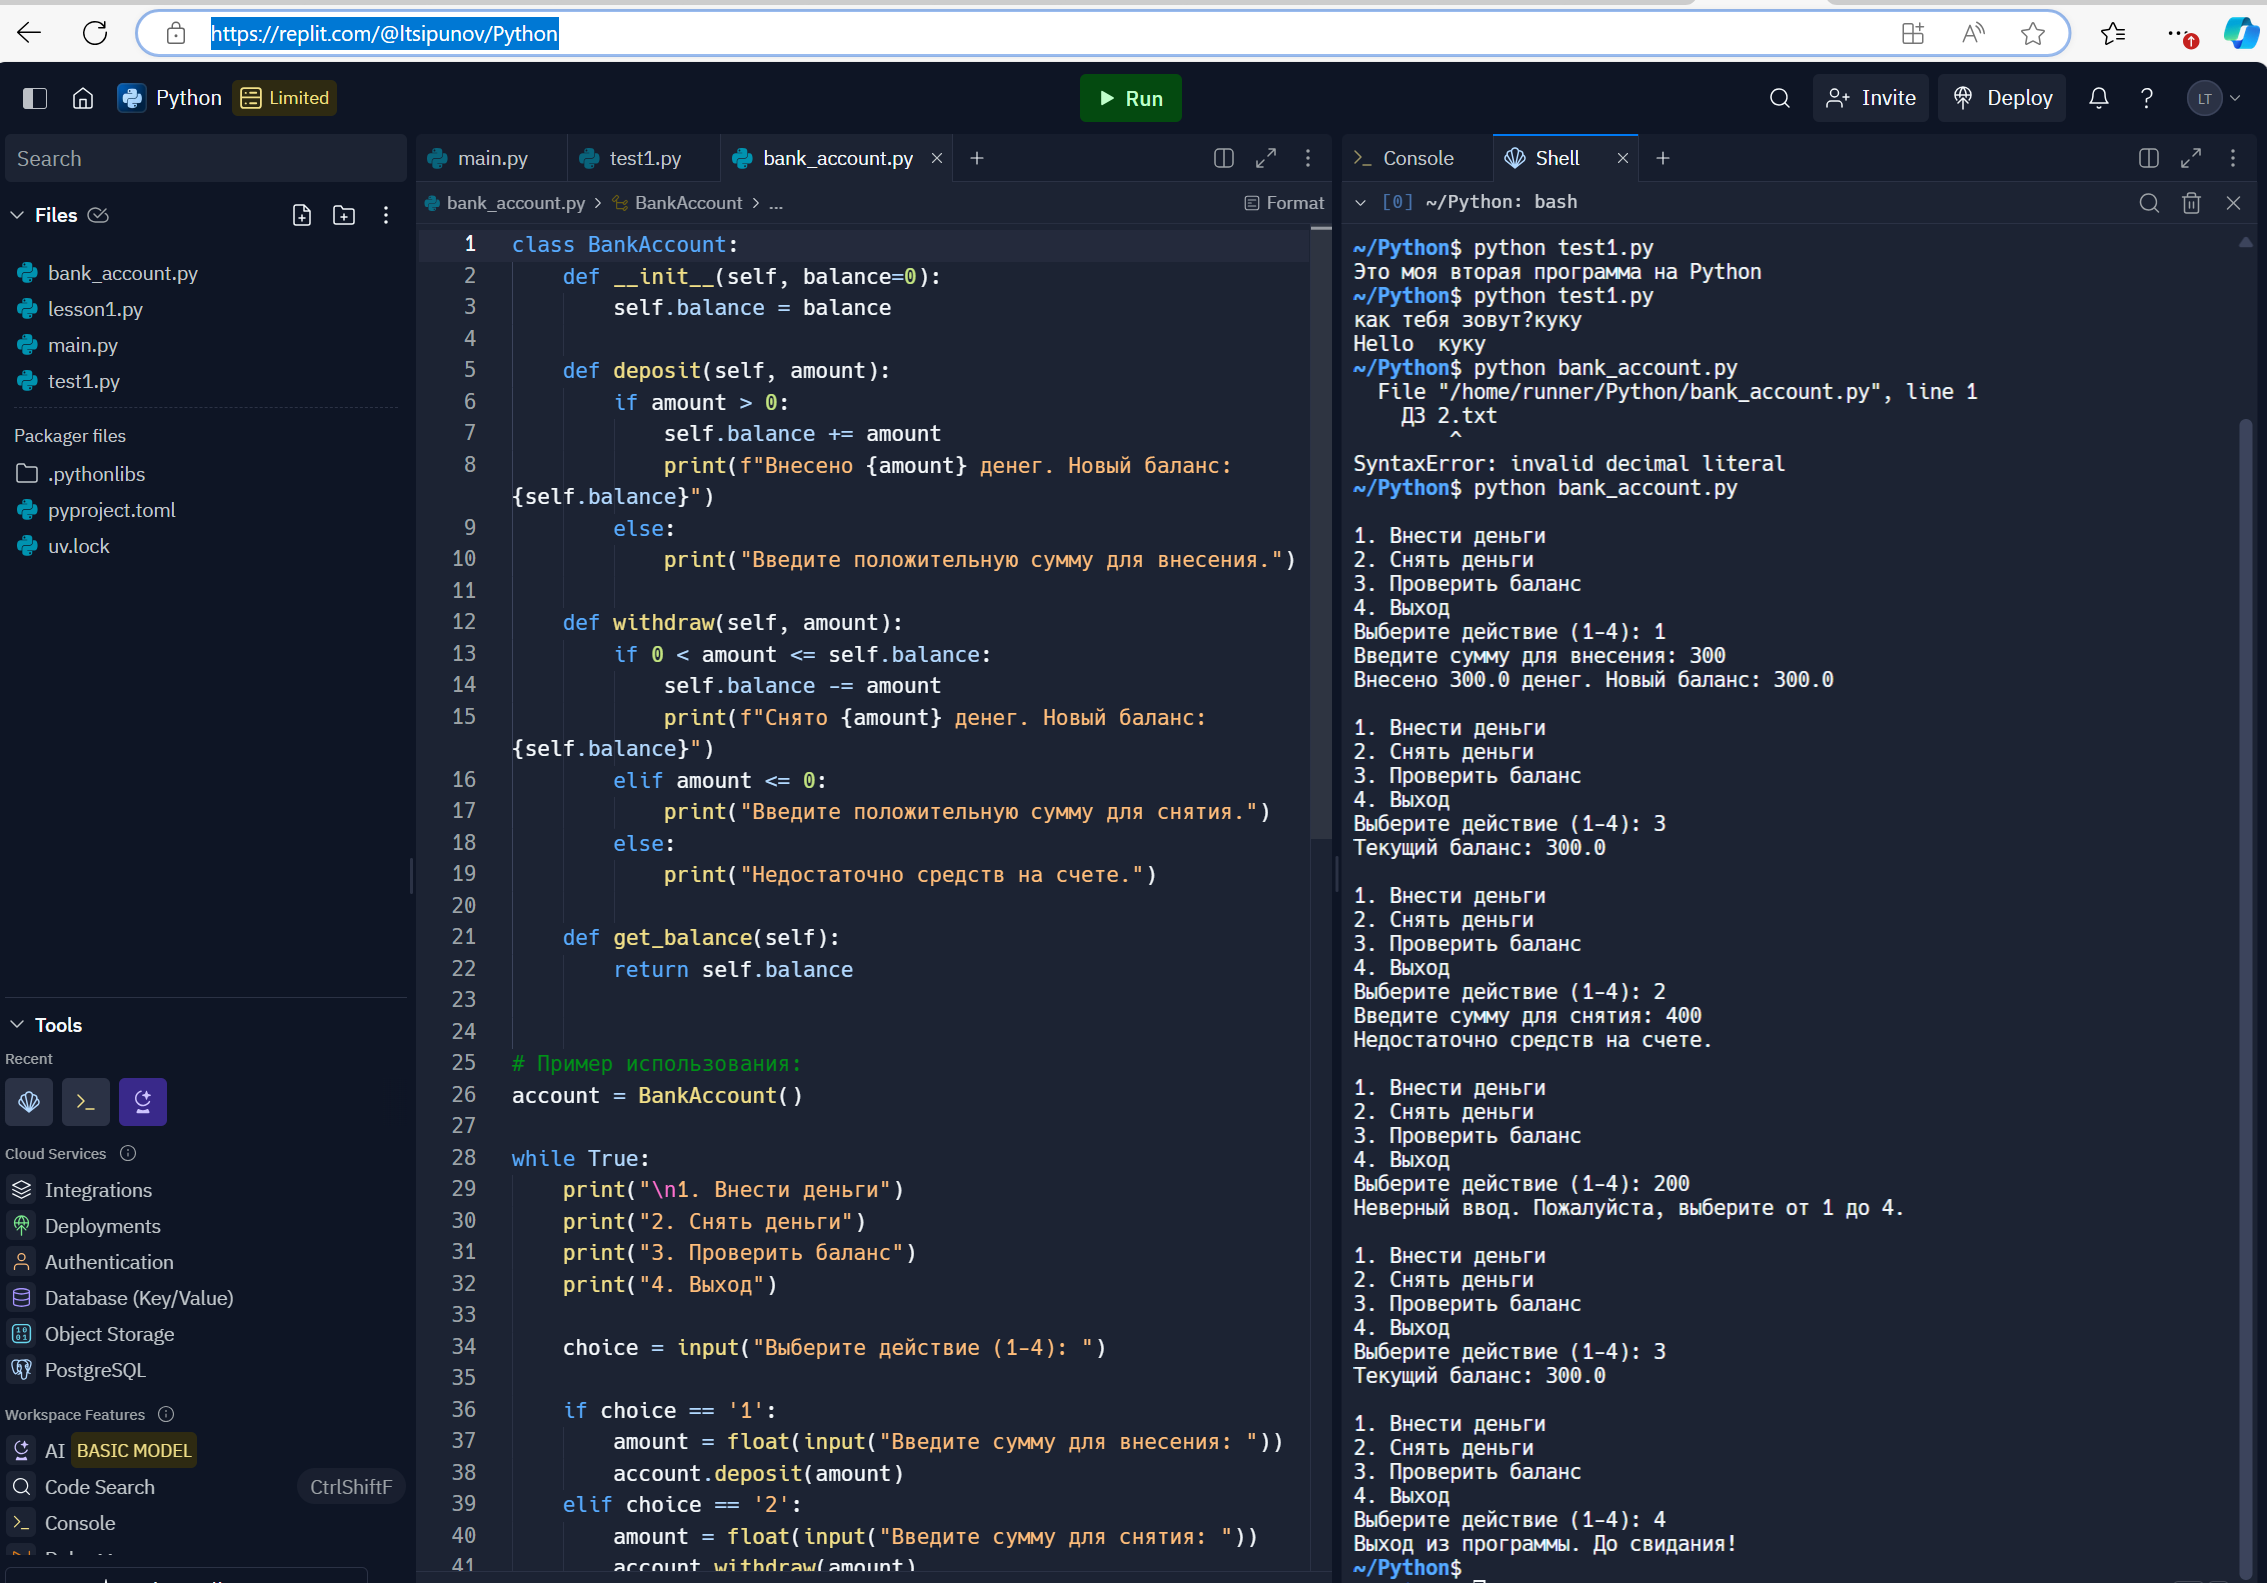 https://replit.com/@ltsipunov/Python
Python
Limited
Run
Invite
Deploy
LT
Search
Files
bank_account.py
lesson1.py
main.py
test1.py
Packager files
.pythonlibs
pyproject.toml
uv.lock
Tools
Recent
Cloud Services
Integrations
Deployments
Authentication
Database (Key/Value)
Object Storage
PostgreSQL
Workspace Features
AI BASIC MODEL
Code Search CtrlShiftF
Console
main.py
test1.py
bank_account.py
bank_account.py > BankAccount > ...
Format
1 class BankAccount:
2     def __init__(self, balance=0):
3         self.balance = balance
4
5     def deposit(self, amount):
6         if amount > 0:
7             self.balance += amount
8             print(f"Внесено {amount} денег. Новый баланс:
{self.balance}")
9         else:
10             print("Введите положительную сумму для внесения.")
11
12     def withdraw(self, amount):
13         if 0 < amount <= self.balance:
14             self.balance -= amount
15             print(f"Снято {amount} денег. Новый баланс:
{self.balance}")
16         elif amount <= 0:
17             print("Введите положительную сумму для снятия.")
18         else:
19             print("Недостаточно средств на счете.")
20
21     def get_balance(self):
22         return self.balance
23
24
25 # Пример использования:
26 account = BankAccount()
27
28 while True:
29     print("\n1. Внести деньги")
30     print("2. Снять деньги")
31     print("3. Проверить баланс")
32     print("4. Выход")
33
34     choice = input("Выберите действие (1-4): ")
35
36     if choice == '1':
37         amount = float(input("Введите сумму для внесения: "))
38         account.deposit(amount)
39     elif choice == '2':
40         amount = float(input("Введите сумму для снятия: "))
41         account.withdraw(amount)
Console
Shell
[0] ~/Python: bash
~/Python$ python test1.py
Это моя вторая программа на Python
~/Python$ python test1.py
как тебя зовут?куку
Hello  куку
~/Python$ python bank_account.py
  File "/home/runner/Python/bank_account.py", line 1
    ДЗ 2.txt
        ^
SyntaxError: invalid decimal literal
~/Python$ python bank_account.py
1. Внести деньги
2. Снять деньги
3. Проверить баланс
4. Выход
Выберите действие (1-4): 1
Введите сумму для внесения: 300
Внесено 300.0 денег. Новый баланс: 300.0
1. Внести деньги
2. Снять деньги
3. Проверить баланс
4. Выход
Выберите действие (1-4): 3
Текущий баланс: 300.0
1. Внести деньги
2. Снять деньги
3. Проверить баланс
4. Выход
Выберите действие (1-4): 2
Введите сумму для снятия: 400
Недостаточно средств на счете.
1. Внести деньги
2. Снять деньги
3. Проверить баланс
4. Выход
Выберите действие (1-4): 200
Неверный ввод. Пожалуйста, выберите от 1 до 4.
1. Внести деньги
2. Снять деньги
3. Проверить баланс
4. Выход
Выберите действие (1-4): 3
Текущий баланс: 300.0
1. Внести деньги
2. Снять деньги
3. Проверить баланс
4. Выход
Выберите действие (1-4): 4
Выход из программы. До свидания!
~/Python$